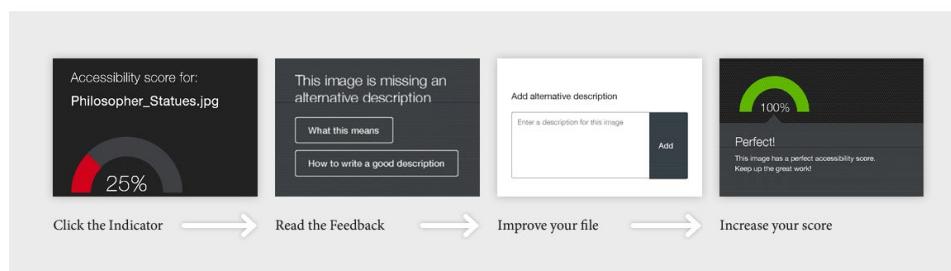 Accessibility score for:
Philosopher_Statues.jpg
25%
This image is missing an
alternative description
What this means
How to write a good description
Add alternative description
Enter a description for this image
Add
100%
Perfect!
This image has a perfect accessibility score.
Keep up the great work!
Click the Indicator
Read the Feedback
Improve your file
Increase your score